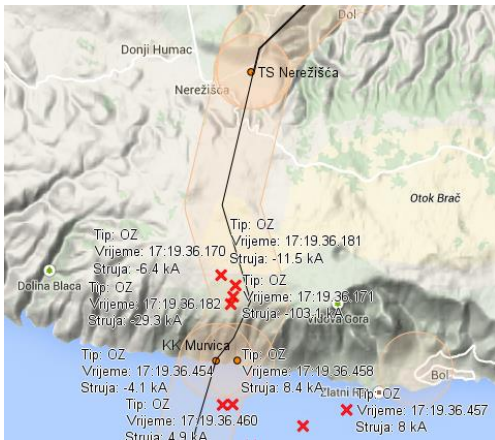 Dol
Donji Humac
TS Nerežišća
Nerežišća
Otok Brač
Tip: OZ
Vrijeme: 17:19.36.181
Struja: -11.5 kA
Tip: OZ
Vrijeme: 17:19.36.170
Struja: -6.4 kA
Dolina Blaca
Tip: OZ
Vrijeme: 17:19.36.171
Struja: -103.1 kA
Tip: OZ
Vrijeme: 17:19.36.182
Struja: -29.3 kA
Vidova Gora
KK Murvica
Tip: OZ
Vrijeme: 17:19.36.454
Struja: -4.1 kA
Tip: OZ
Vrijeme: 17:19.36.458
Struja: 8.4 kA
Bol
Zlatni
Tip: OZ
Vrijeme: 17:19.36.457
Struja: 8 kA
Tip: OZ
Vrijeme: 17:19.36.460
Struja: 4.9 kA